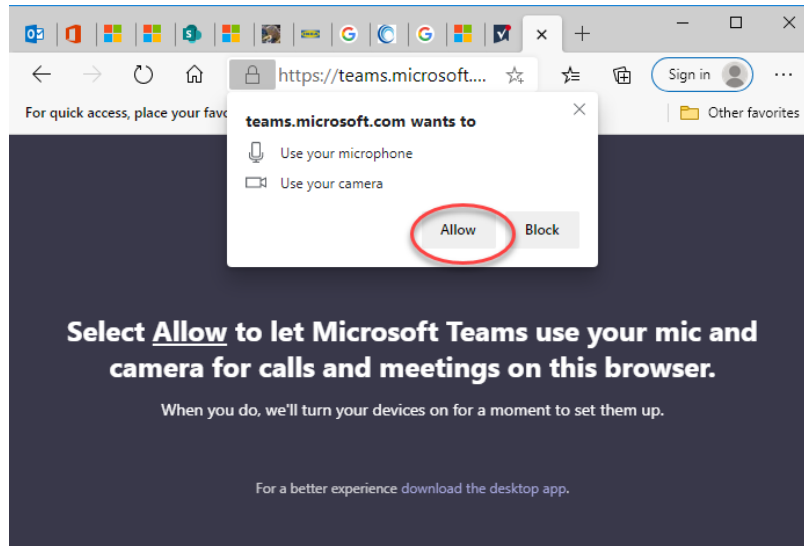 https://teams.microsoft....
Sign in
For quick access, place your favo
Other favorites
teams.microsoft.com wants to
Use your microphone
Use your camera
Allow
Block
Select Allow to let Microsoft Teams use your mic and
camera for calls and meetings on this browser.
When you do, we'll turn your devices on for a moment to set them up.
For a better experience download the desktop app.